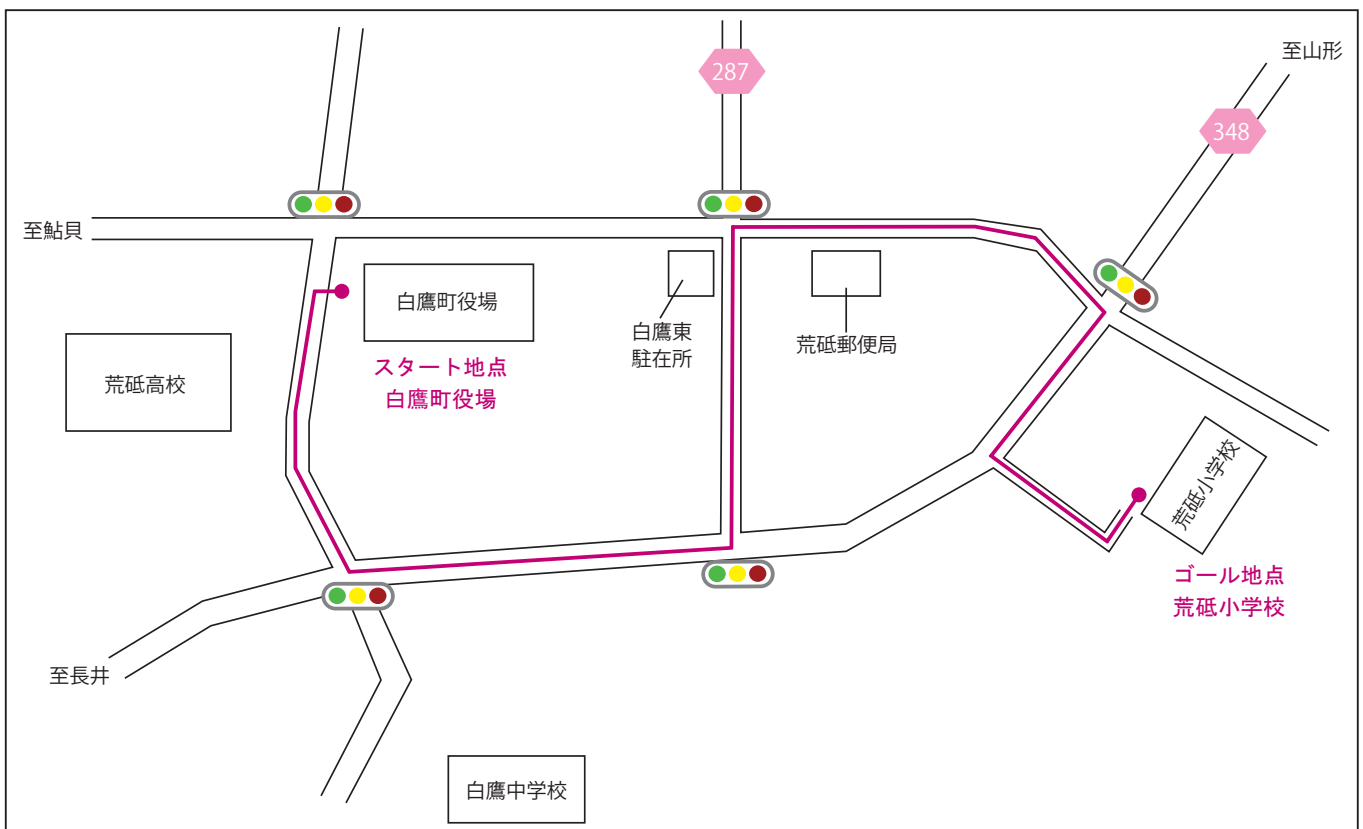 287
至山形
348
至鮎貝
白鷹町役場
白鷹東
駐在所
荒砥郵便局
スタート地点
白鷹町役場
荒砥高校
荒砥小学校
ゴール地点
荒砥小学校
至長井
白鷹中学校